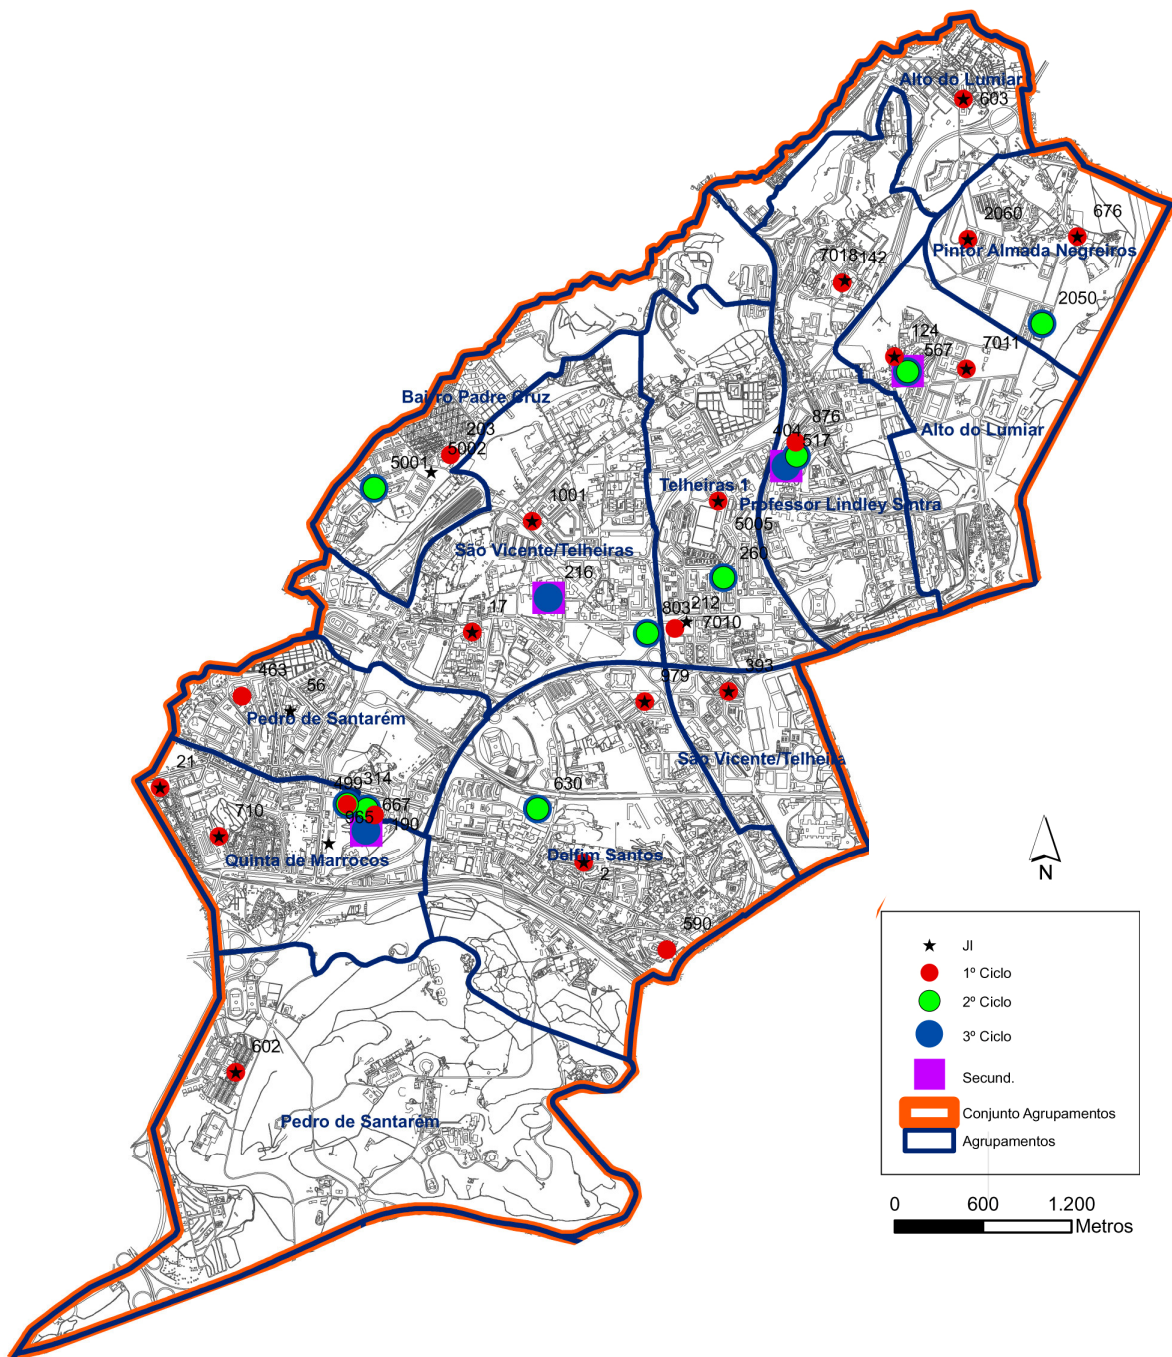 Alto do Lumiar
603
2060
676
Pintor Almada Negreiros
7018
142
2050
124
567
7011
Bairro Padre Cruz
203
5002
5001
876
404
517
Alto do Lumiar
Telheiras 1
Professor Lindley Sintra
1001
5005
São Vicente/Telheiras
260
216
17
212
803
7010
463
56
979
393
Pedro de Santarém
São Vicente/Telheira
21
499
314
630
710
667
965
190
Quinta de Marrocos
Delfim Santos
2
590
N
JI
1º Ciclo
2º Ciclo
3º Ciclo
Secund.
Conjunto Agrupamentos
Agrupamentos
602
Pedro de Santarém
0 600 1.200
Metros